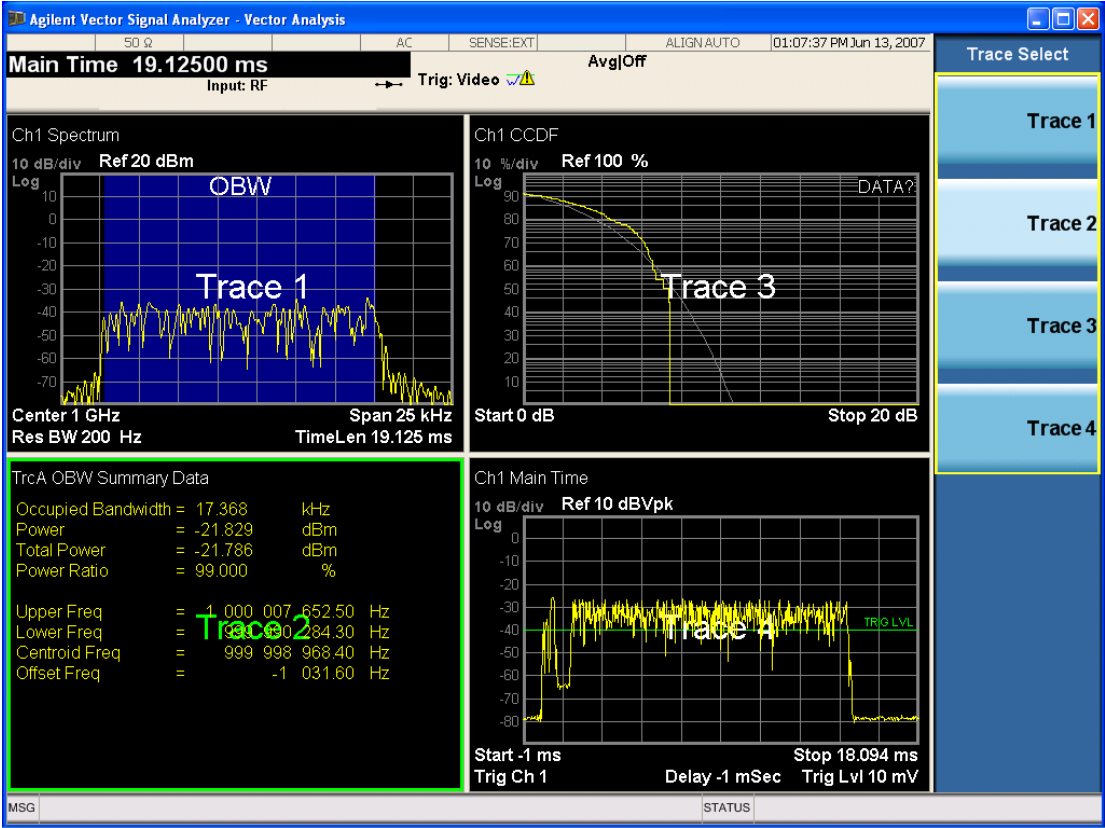 Agilent Vector Signal Analyzer - Vector Analysis
50 Ω AC SENSE:EXT ALIGN AUTO 01:07:37 PM Jun 13, 2007
Main Time 19.12500 ms
Avg|Off
Input: RF
Trig: Video
Trace Select
Trace 1
Trace 2
Trace 3
Trace 4
Ch1 Spectrum
10 dB/div Ref 20 dBm
Log
OBW
10
0
-10
-20
-30
-40
-50
-60
-70
Trace 1
Center 1 GHz Span 25 kHz
Res BW 200 Hz TimeLen 19.125 ms
Ch1 CCDF
10 %/div Ref 100 %
Log
DATA?
90
80
70
60
50
40
30
20
10
Trace 3
Start 0 dB Stop 20 dB
TrcA OBW Summary Data
Occupied Bandwidth = 17.368 kHz
Power = -21.829 dBm
Total Power = -21.786 dBm
Power Ratio = 99.000 %
Upper Freq = 1 000 007 652.50 Hz
Lower Freq = 999 990 284.30 Hz
Centroid Freq = 999 998 968.40 Hz
Offset Freq = -1 031.60 Hz
Trace 2
Ch1 Main Time
10 dB/div Ref 10 dBVpk
Log
0
-10
-20
-30
-40
-50
-60
-70
-80
TRIG LVL
Trace 4
Start -1 ms Stop 18.094 ms
Trig Ch 1 Delay -1 mSec Trig Lvl 10 mV
MSG STATUS